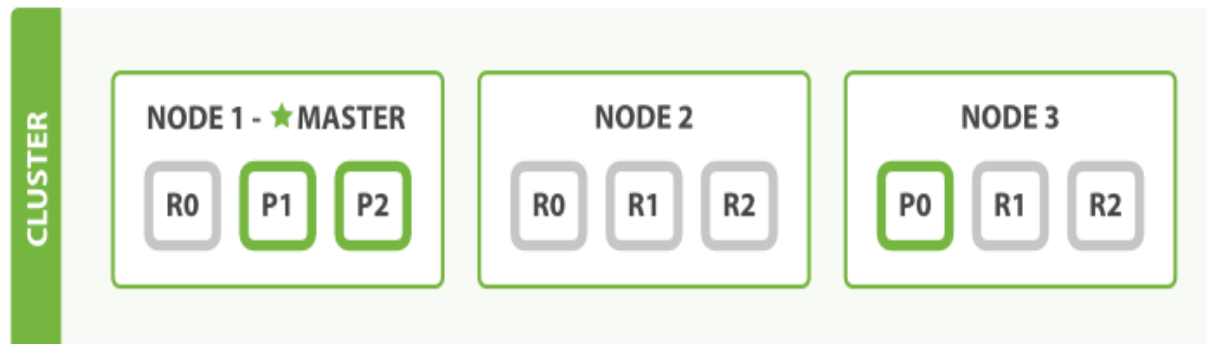 CLUSTER
NODE 1 - ★ MASTER
R0 P1 P2
NODE 2
R0 R1 R2
NODE 3
P0 R1 R2